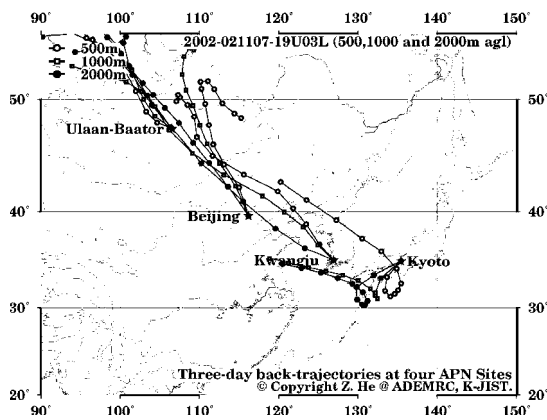 90° 100° 110° 120° 130° 140° 150°
2002-021107-19U03L (500,1000 and 2000m agl)
500m
1000m
2000m
50° 50°
Ulaan-Baator
40° 40°
Beijing
Kwangju
Kyoto
30° 30°
Three-day back-trajectories at four APN Sites
© Copyright Z. He @ ADEMRC, K-JIST.
20° 20°
90° 100° 110° 120° 130° 140° 150°